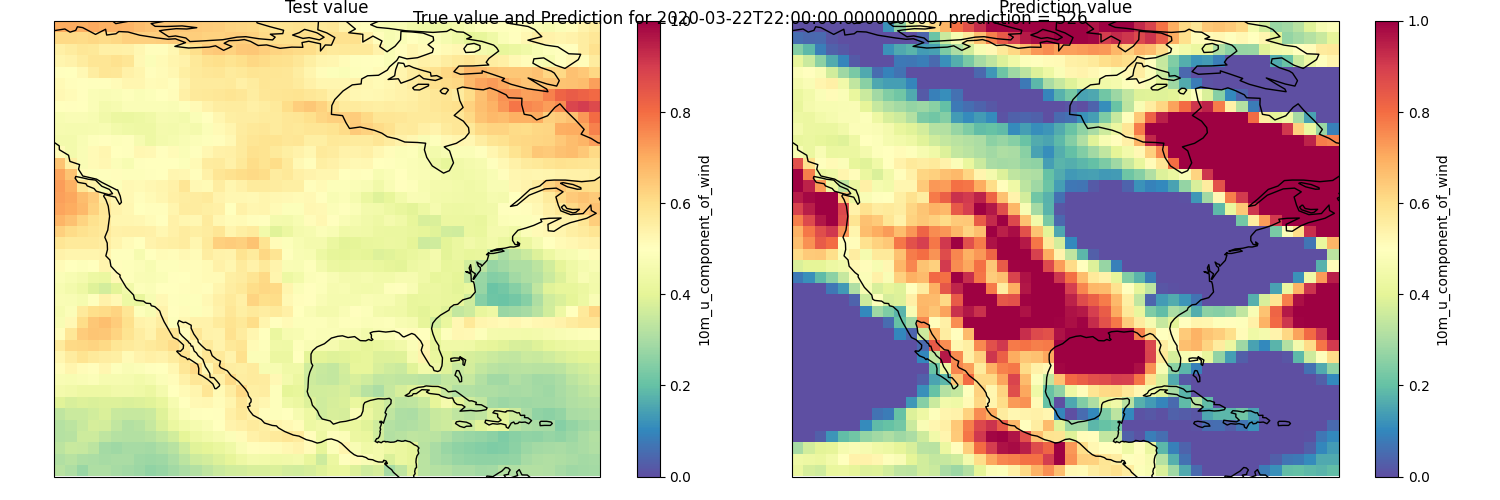 Test value
True value and Prediction for 2020-03-22T22:00:00.000000000, prediction = 526
Prediction value
1.0
0.8
0.6
0.4
0.2
0.0
10m_u_component_of_wind
1.0
0.8
0.6
0.4
0.2
0.0
10m_u_component_of_wind